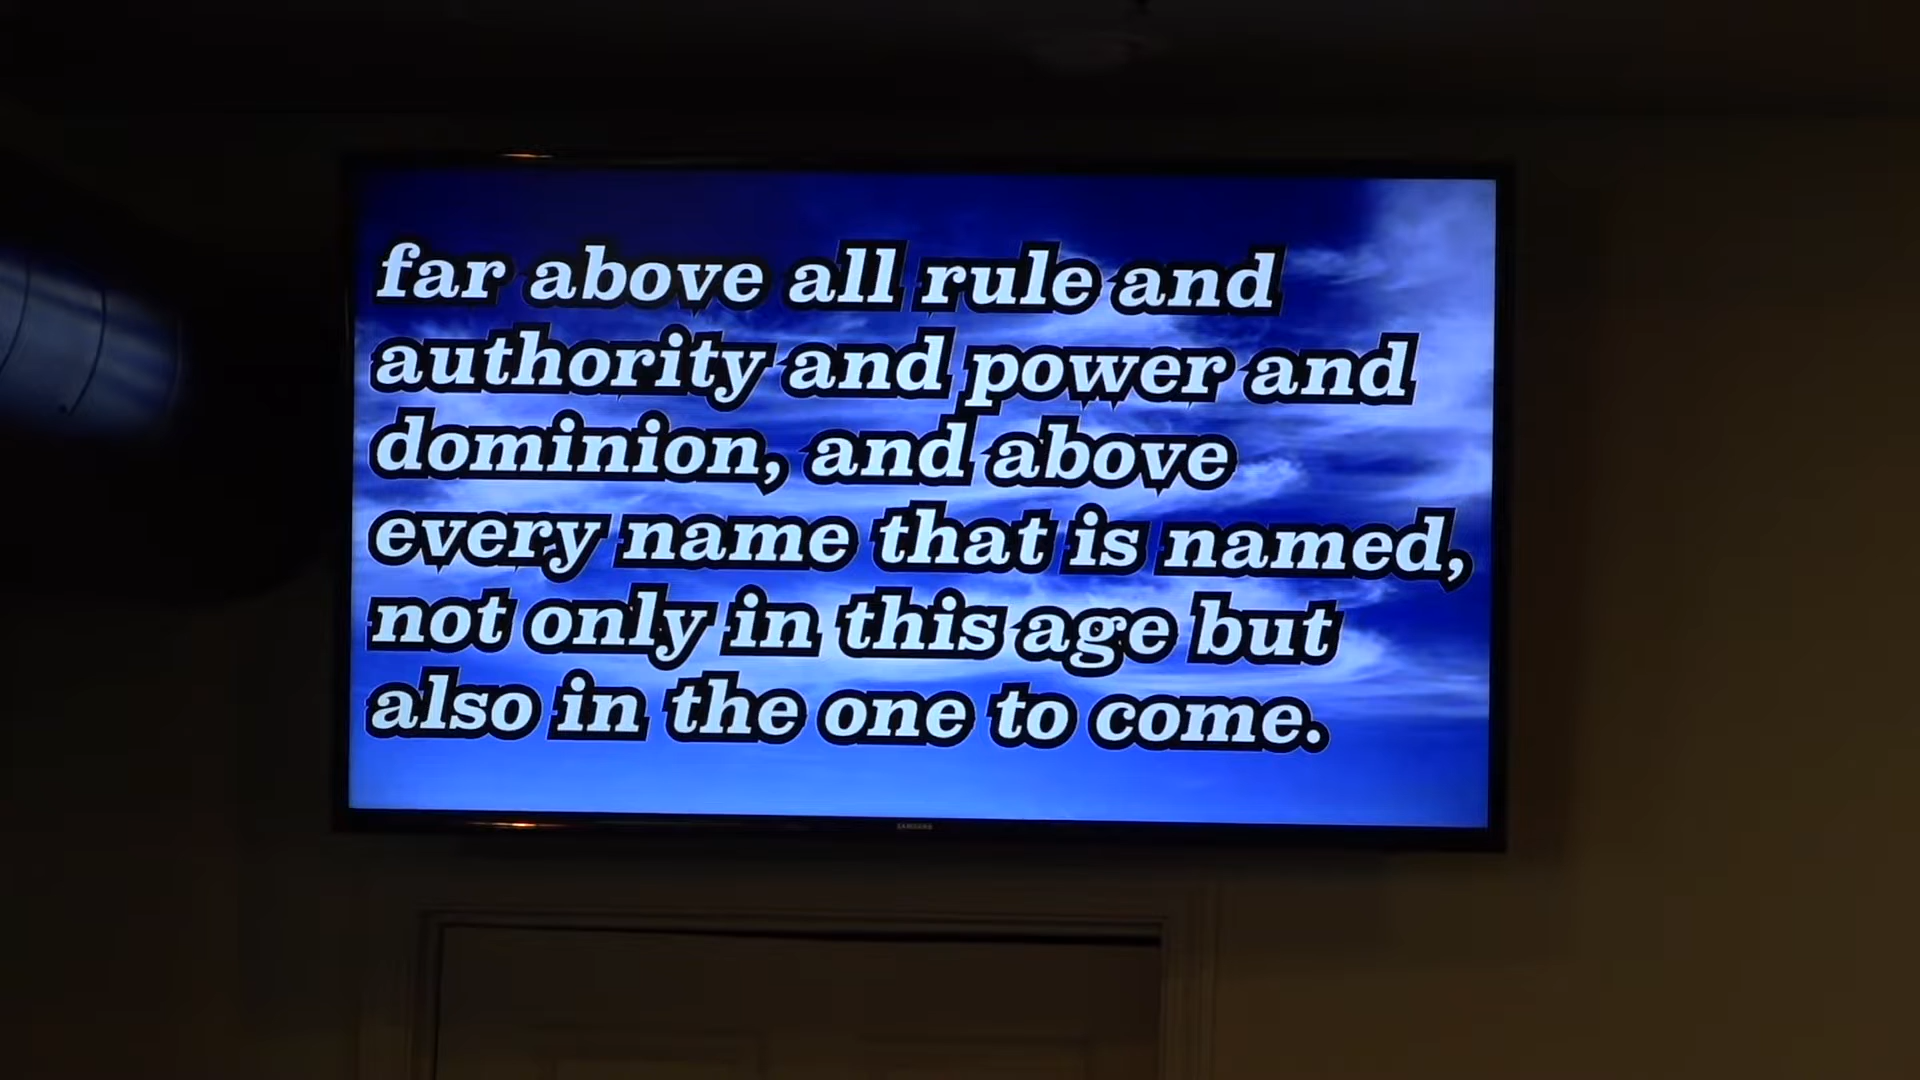 far above all rule and
authority and power and
dominion, and above
every name that is named,
not only in this age but
also in the one to come.
SAMSUNG